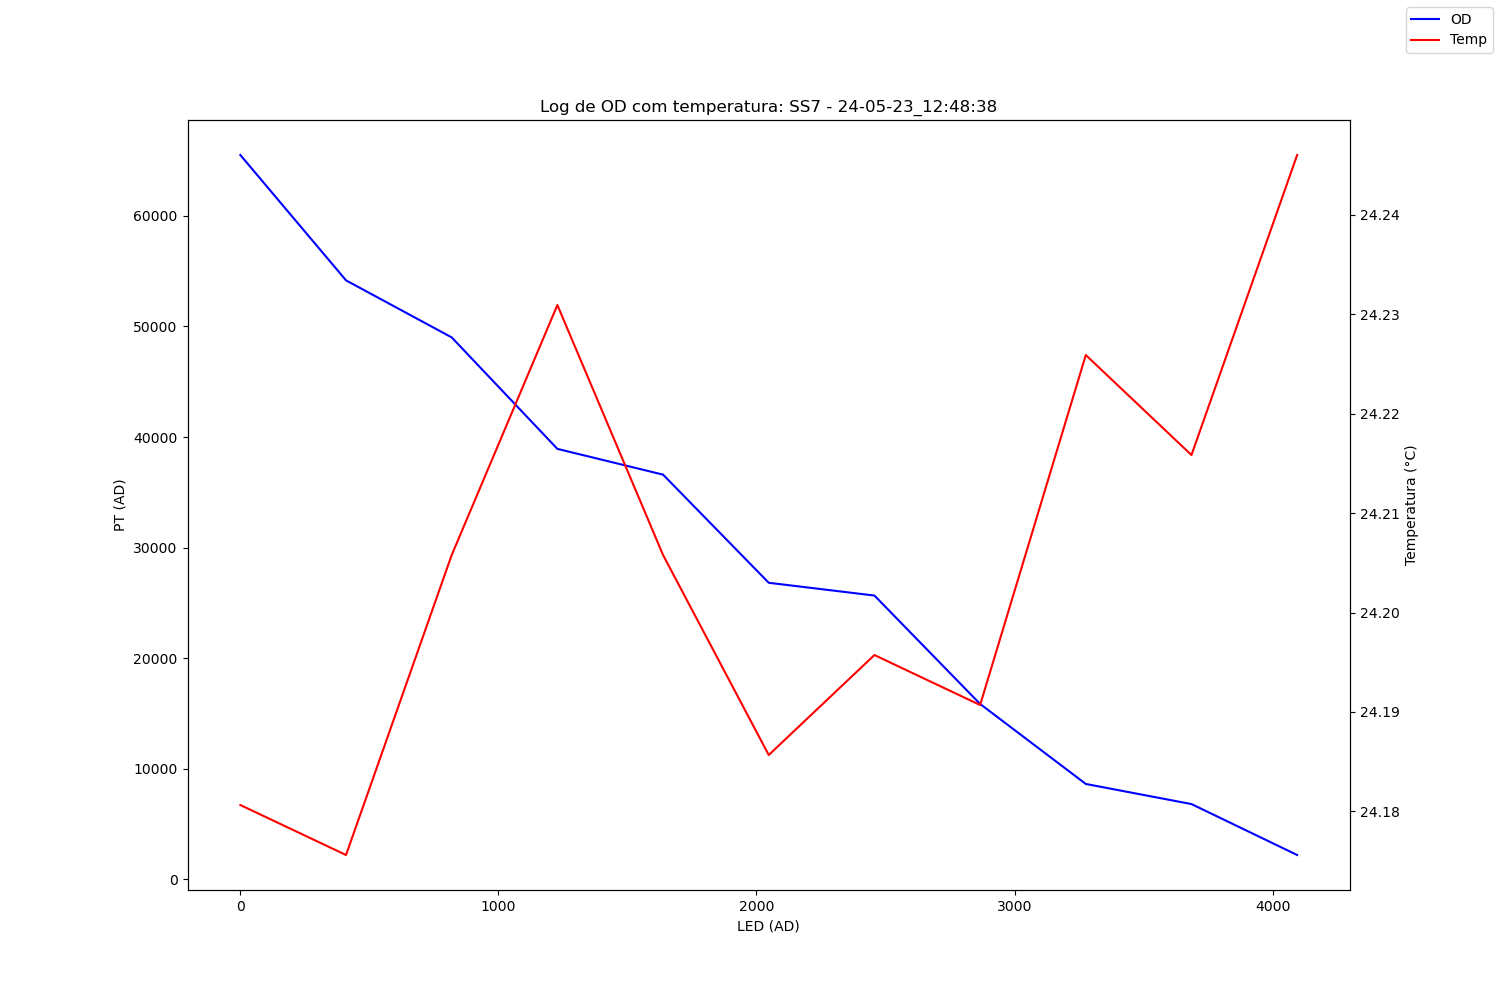 OD
Temp
Log de OD com temperatura: SS7 - 24-05-23_12:48:38
60000
50000
40000
30000
20000
10000
0
PT (AD)
24.24
24.23
24.22
24.21
24.20
24.19
24.18
Temperatura (°C)
0 1000 2000 3000 4000
LED (AD)